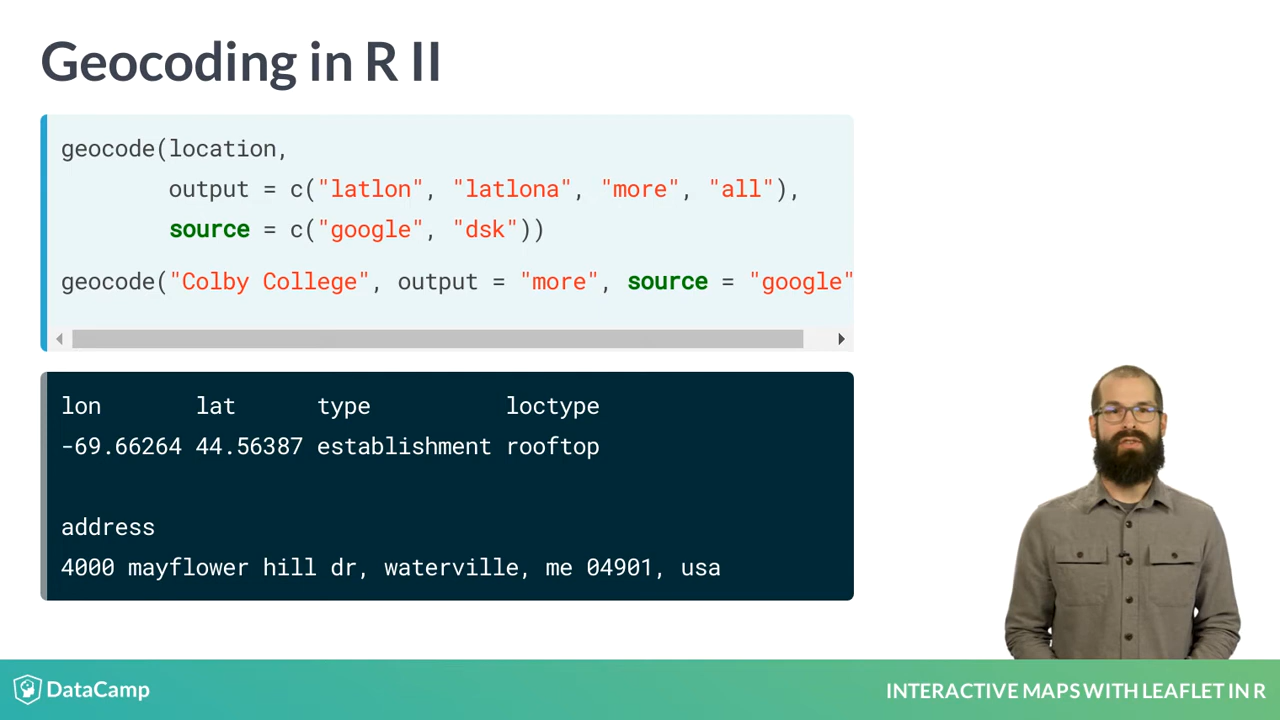 Geocoding in R II
geocode(location,
output = c("latlon", "latlona", "more", "all"),
source = c("google", "dsk"))
geocode("Colby College", output = "more", source = "google"
lon lat type loctype
-69.66264 44.56387 establishment rooftop
address
4000 mayflower hill dr, waterville, me 04901, usa
DataCamp
INTERACTIVE MAPS WITH LEAFLET IN R